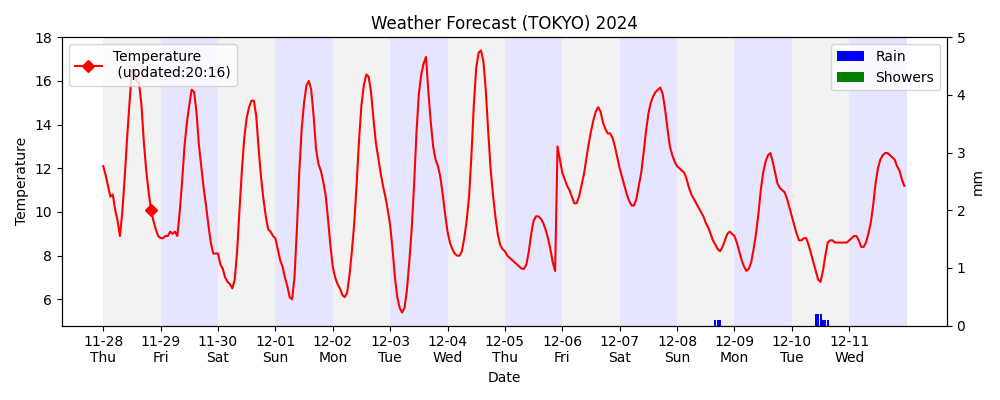 Weather Forecast (TOKYO) 2024
Temperature
(updated:20:16)
Rain
Showers
18
16
14
12
10
8
6
Temperature
5
4
3
2
1
0
mm
11-28 11-29 11-30 12-01 12-02 12-03 12-04 12-05 12-06 12-07 12-08 12-09 12-10 12-11
Thu Fri Sat Sun Mon Tue Wed Thu Fri Sat Sun Mon Tue Wed
Date